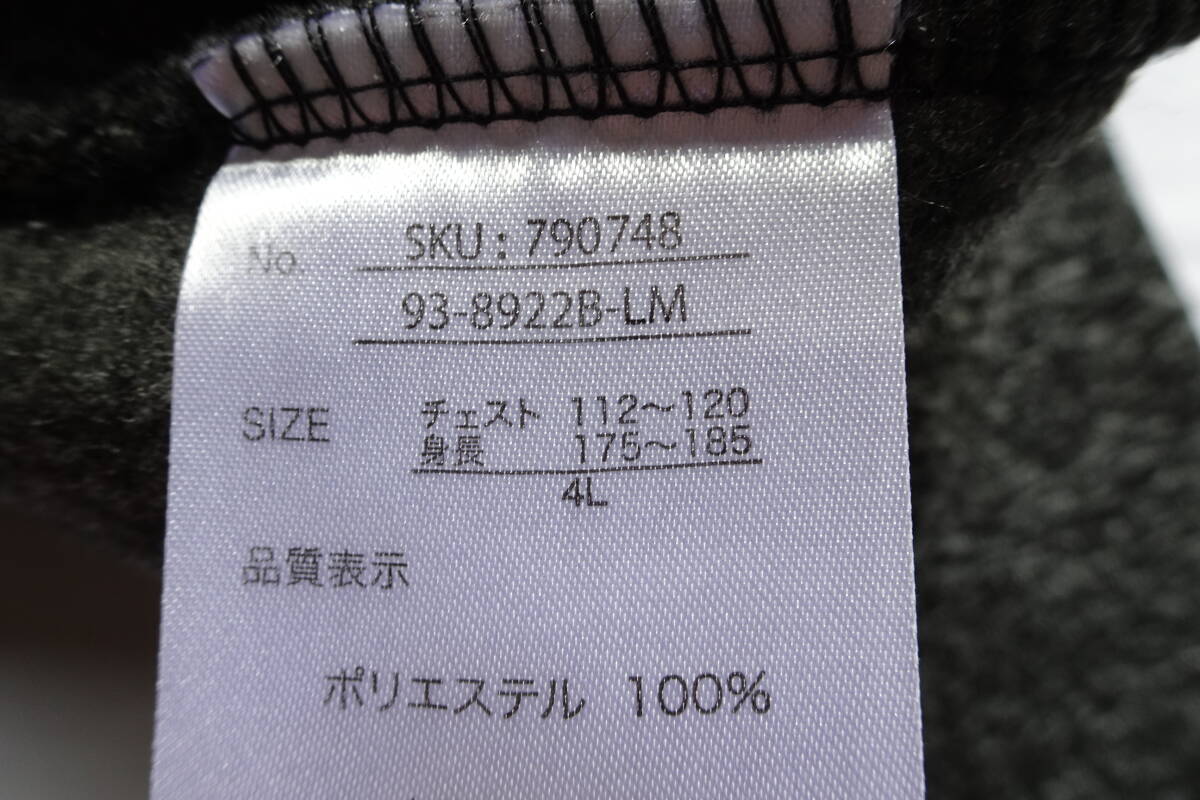 No. SKU : 790748
93-8922B-LM
SIZE チェスト 112～120
身長 175～185
4L
品質表示
ポリエステル 100%